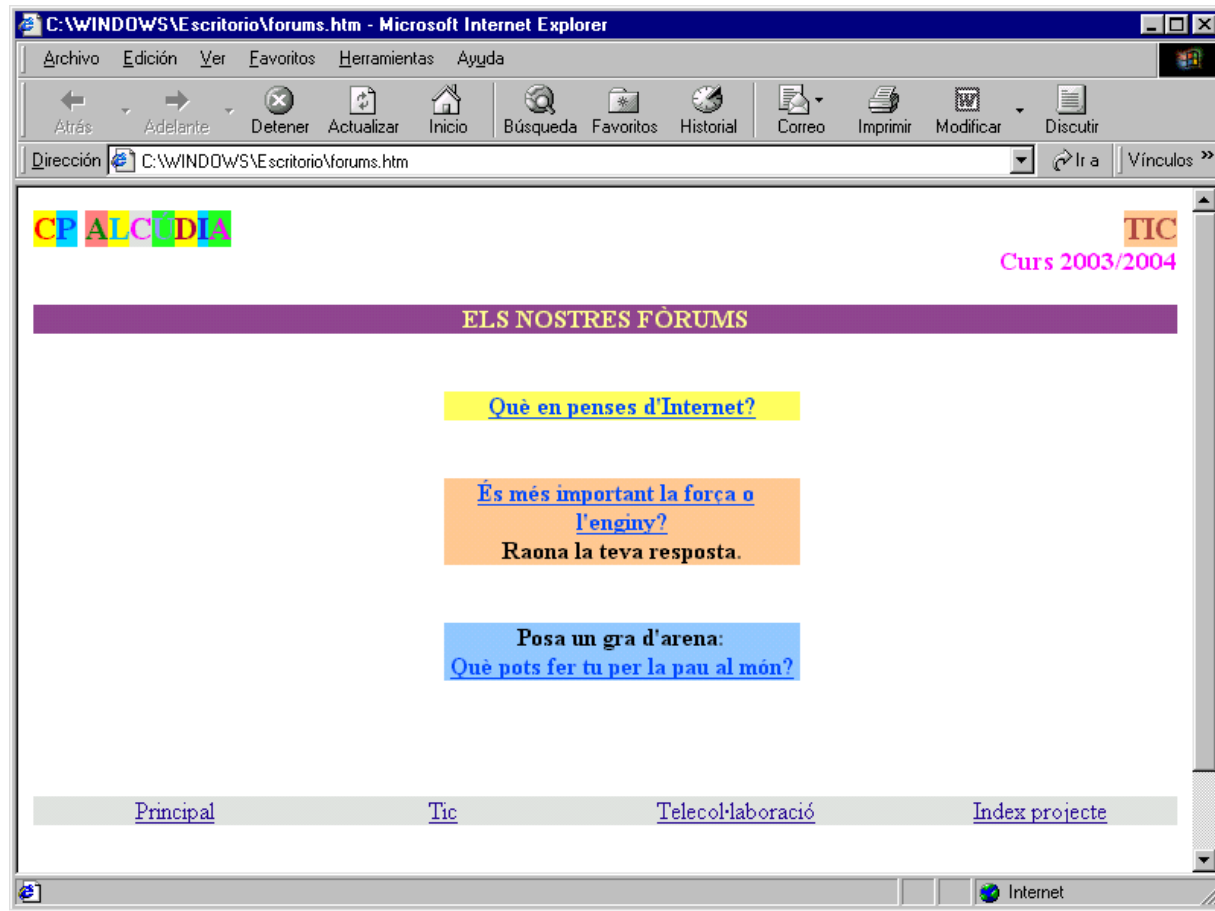 C:\WINDOWS\Escritorio\forums.htm - Microsoft Internet Explorer
Archivo Edición Ver Favoritos Herramientas Ayuda
Atrás Adelante Detener Actualizar Inicio Búsqueda Favoritos Historial Correo Imprimir Modificar Discutir
Dirección C:\WINDOWS\Escritorio\forums.htm Ir a Vínculos »
CP ALCÚDIA TIC
Curs 2003/2004
ELS NOSTRES FÒRUMS
Què en penses d'Internet?
És més important la força o
l'enginy?
Raona la teva resposta.
Posa un gra d'arena:
Què pots fer tu per la pau al món?
Principal Tic Telecol·laboració Index projecte
Internet